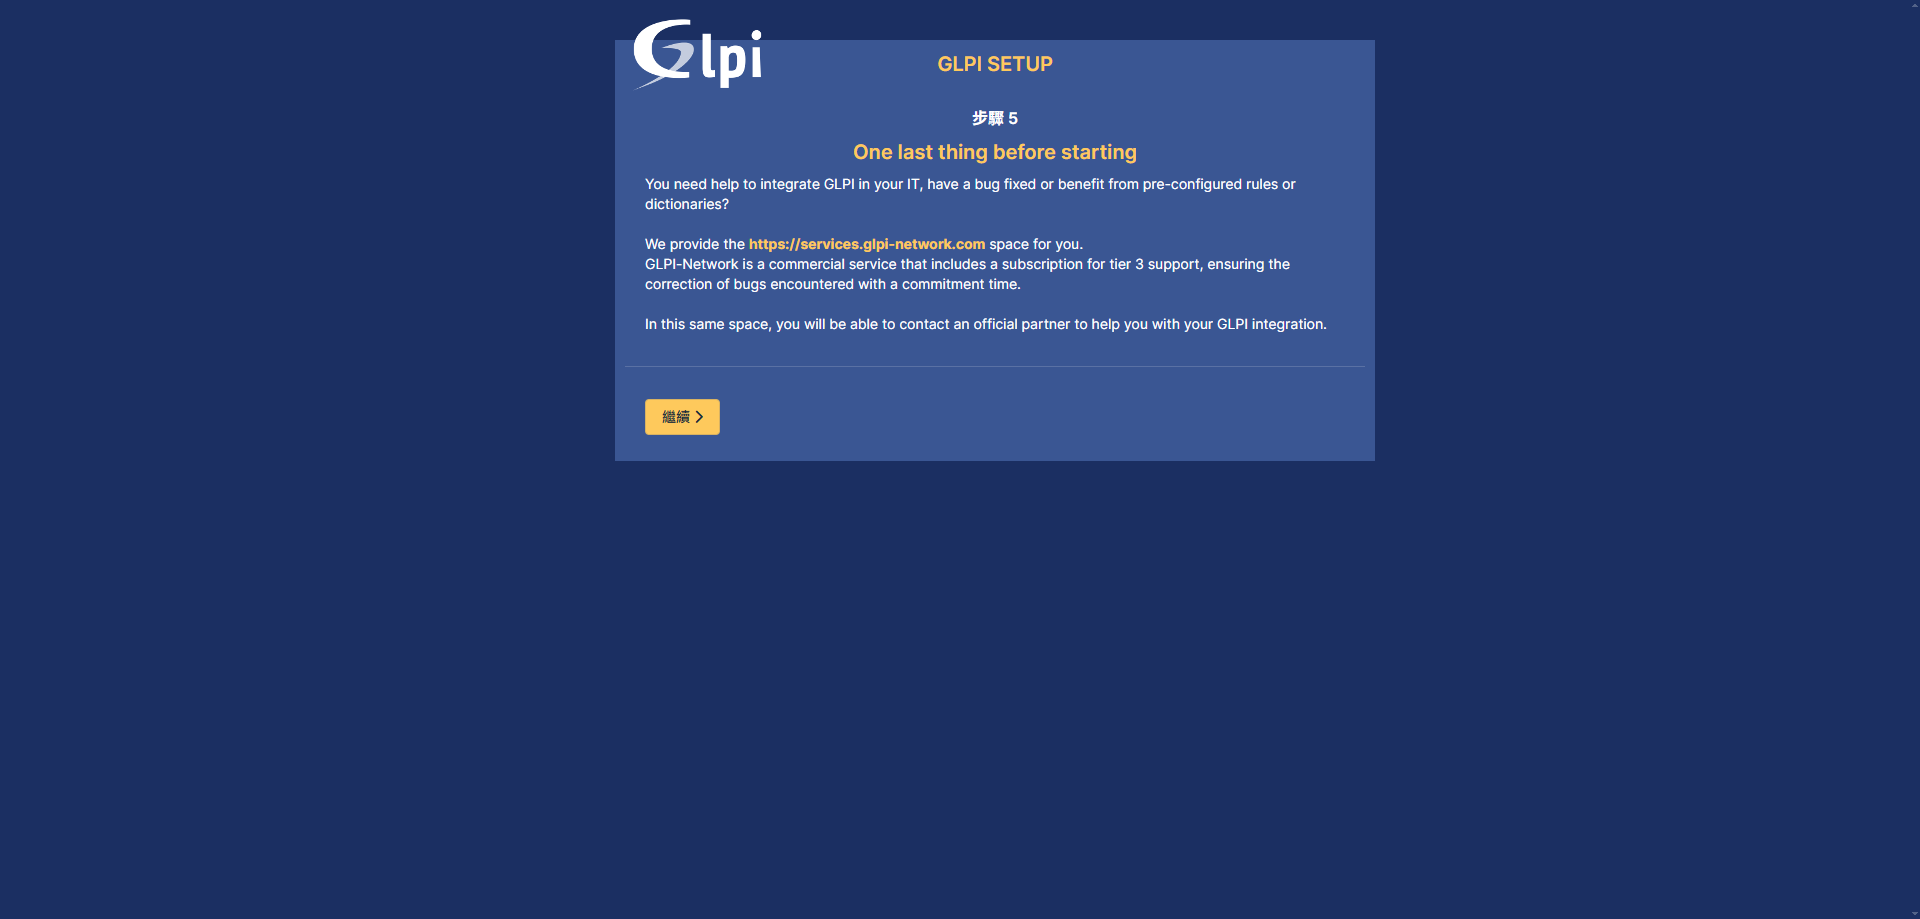 Glpi
GLPI SETUP
步驟 5
One last thing before starting
You need help to integrate GLPI in your IT, have a bug fixed or benefit from pre-configured rules or
dictionaries?
We provide the https://services.glpi-network.com space for you.
GLPI-Network is a commercial service that includes a subscription for tier 3 support, ensuring the
correction of bugs encountered with a commitment time.
In this same space, you will be able to contact an official partner to help you with your GLPI integration.
繼續